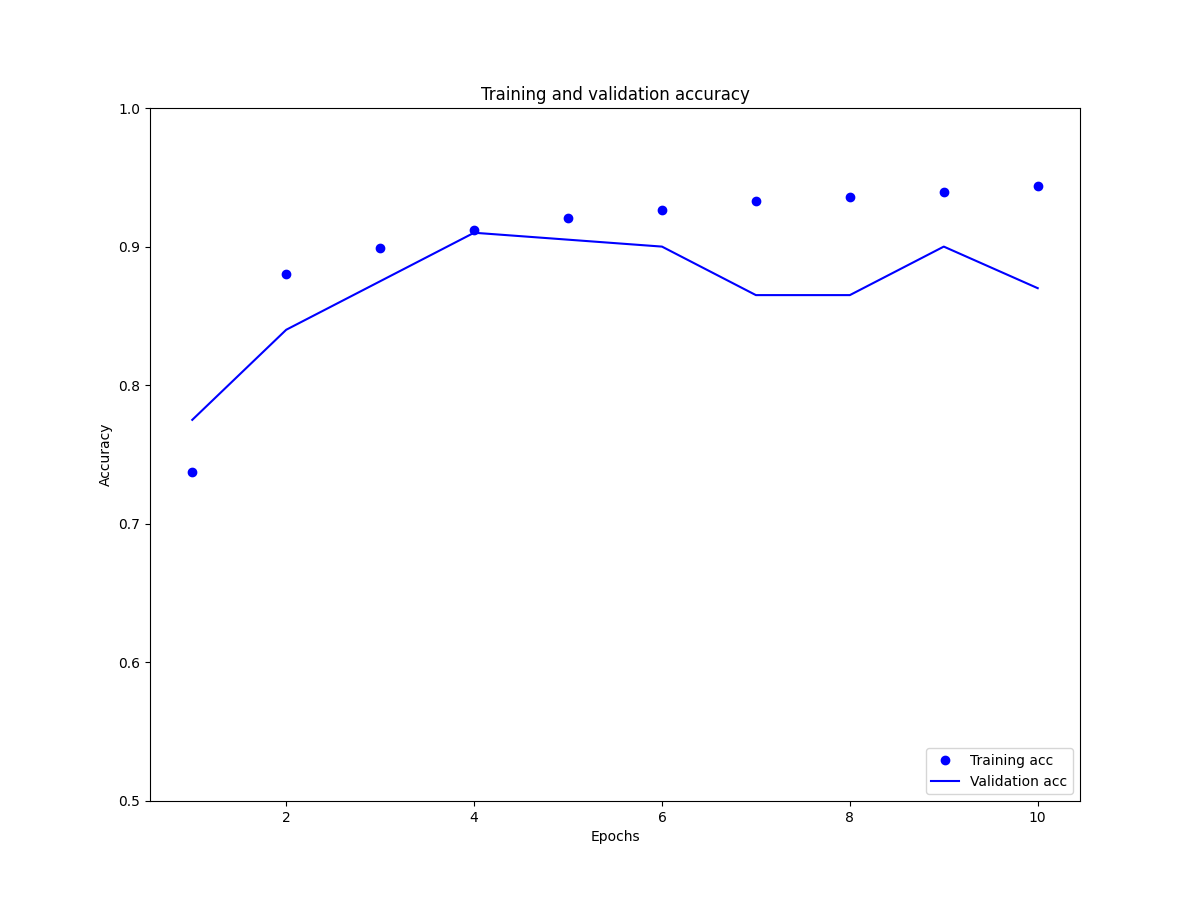 Training and validation accuracy
1.0
0.9
0.8
0.7
0.6
0.5
Accuracy
2 4 6 8 10
Epochs
Training acc
Validation acc